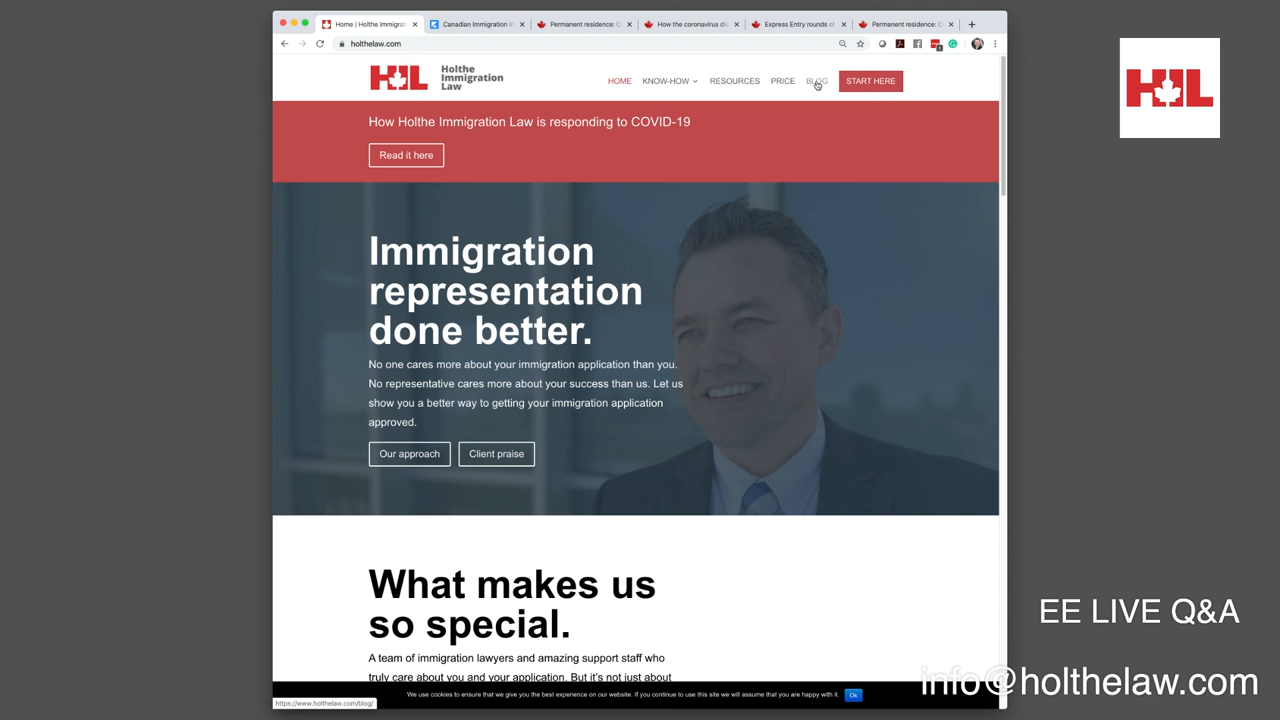 Home | Holthe Immigrat
Canadian Immigration In
Permanent residence: C
How the coronavirus di
Express Entry rounds of
Permanent residence: C
holthelaw.com
HIL
Holthe
Immigration
Law
HOME
KNOW-HOW
RESOURCES
PRICE
BLOG
START HERE
HIL
How Holthe Immigration Law is responding to COVID-19
Read it here
Immigration
representation
done better.
No one cares more about your immigration application than you.
No representative cares more about your success than us. Let us
show you a better way to getting your immigration application
approved.
Our approach
Client praise
What makes us
so special.
A team of immigration lawyers and amazing support staff who
truly care about you and your application. But it's not just about
We use cookies to ensure that we give you the best experience on our website. If you continue to use this site we will assume that you are happy with it.
Ok
https://www.holthelaw.com/blog/
EE LIVE Q&A
info@holthelaw.com